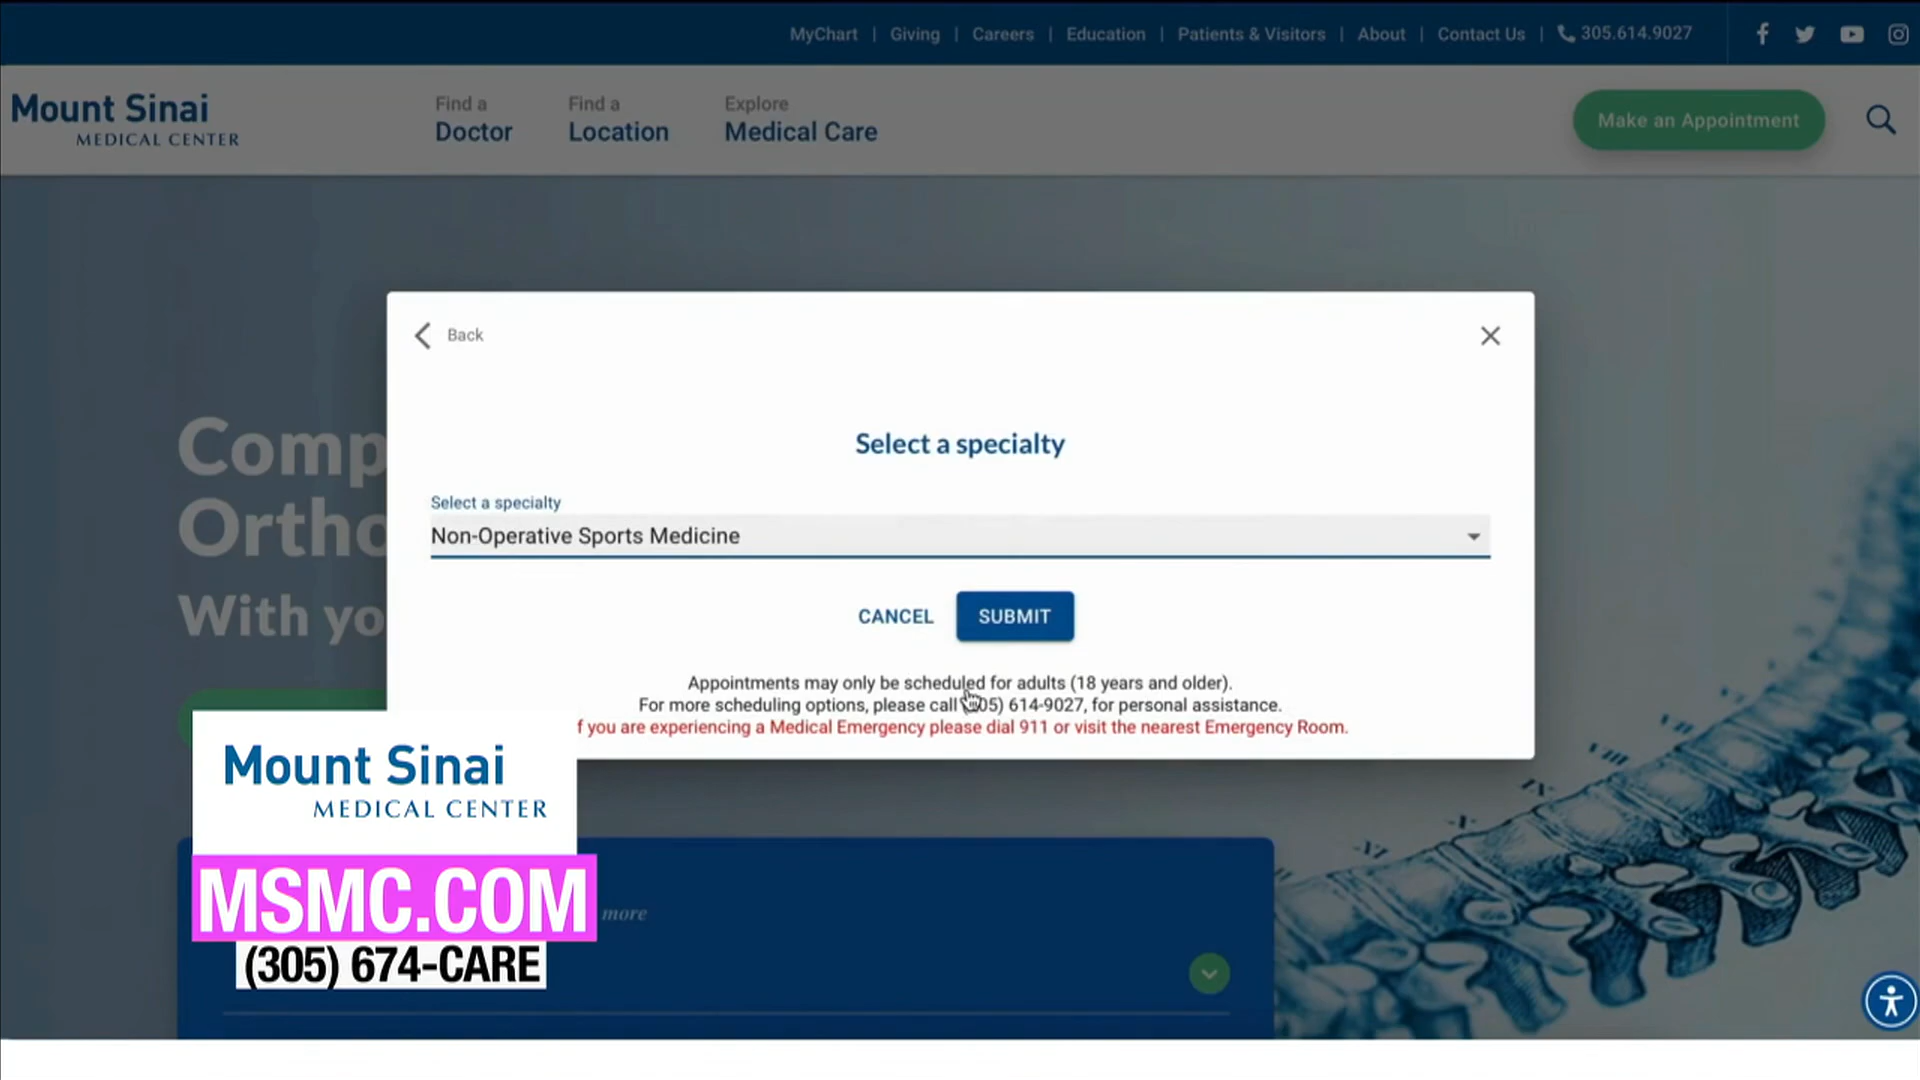 MyChart | Giving | Careers | Education | Patients & Visitors | About | Contact Us | 305.614.9027
Mount Sinai
MEDICAL CENTER
Find a
Doctor
Find a
Location
Explore
Medical Care
Make an Appointment
Back
Select a specialty
Select a specialty
Non-Operative Sports Medicine
CANCEL
SUBMIT
Appointments may only be scheduled for adults (18 years and older).
For more scheduling options, please call 05) 614-9027, for personal assistance.
f you are experiencing a Medical Emergency please dial 911 or visit the nearest Emergency Room.
Comp
Ortho
With yo
Mount Sinai
MEDICAL CENTER
MSMC.COM
(305) 674-CARE
more
VIII
IX
X
XI